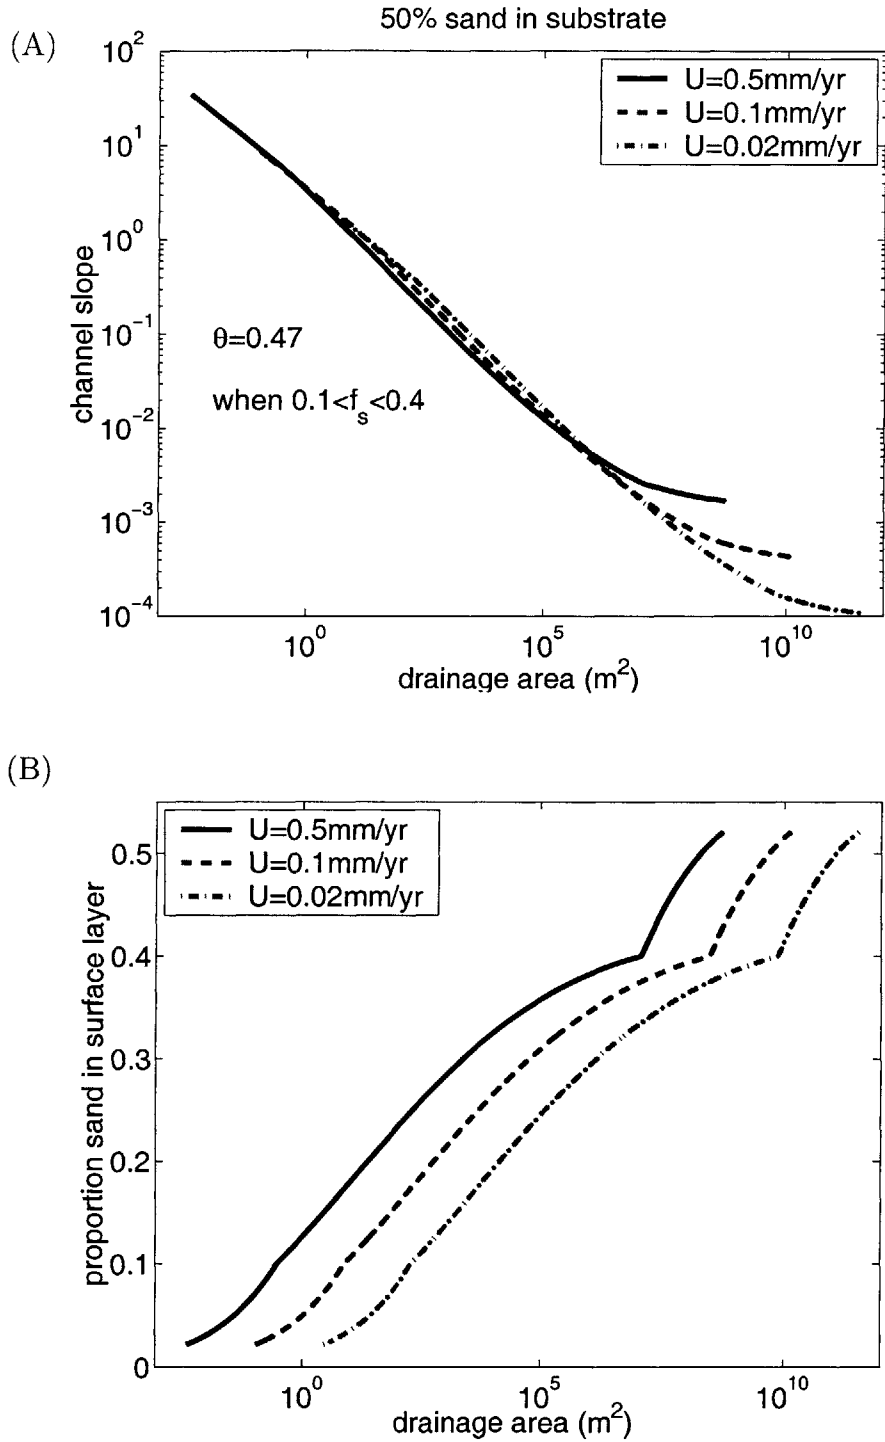 50% sand in substrate
(A)
10^2
10^1
10^0
10^-1
10^-2
10^-3
10^-4
channel slope
U=0.5mm/yr
U=0.1mm/yr
U=0.02mm/yr
θ=0.47
when 0.1<f_s<0.4
10^0 10^5 10^10
drainage area (m^2)
(B)
U=0.5mm/yr
U=0.1mm/yr
U=0.02mm/yr
0.5
0.4
0.3
0.2
0.1
0
proportion sand in surface layer
10^0 10^5 10^10
drainage area (m^2)